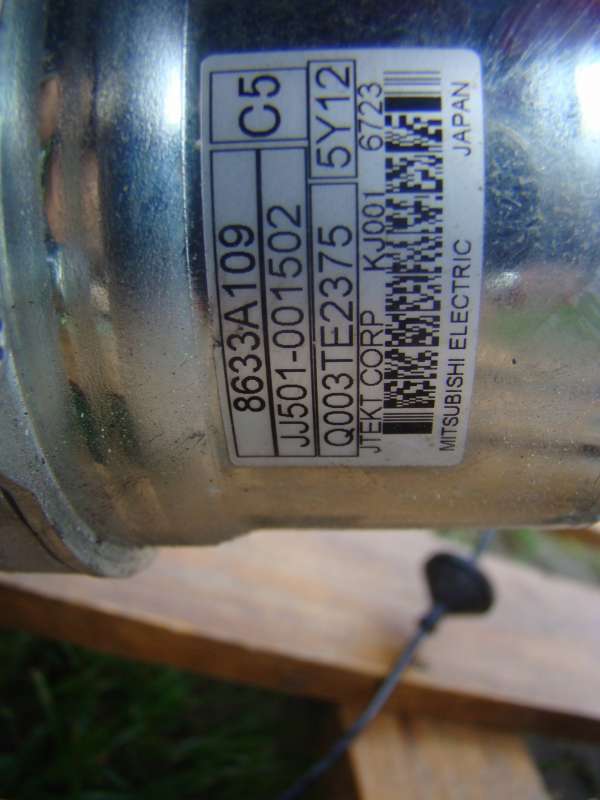 8633A109 C5
JJ501-001502
Q003TE2375 5Y12
JTEKT CORP KJ001 6723
MITSUBISHI ELECTRIC JAPAN